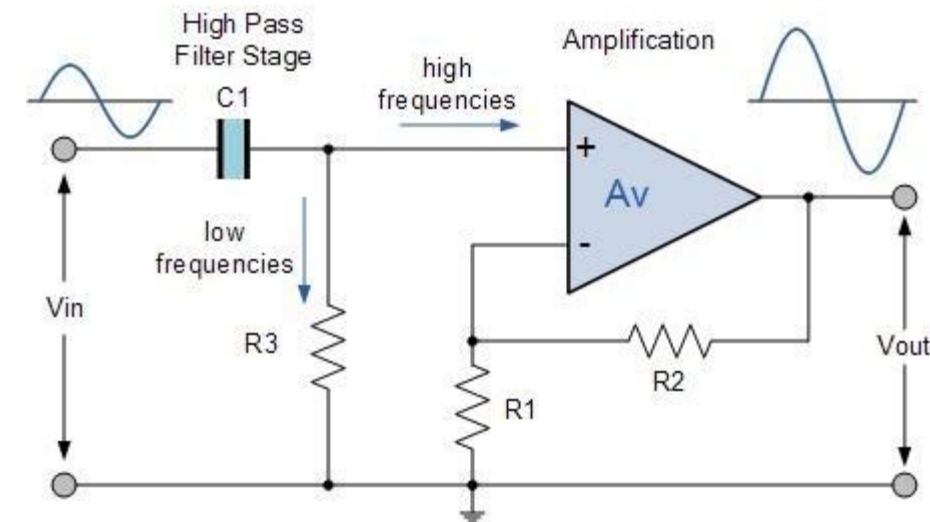 High Pass
Filter Stage
C1
high
frequencies
Amplification
+
Av
-
low
frequencies
Vin
R3
R1
R2
Vout